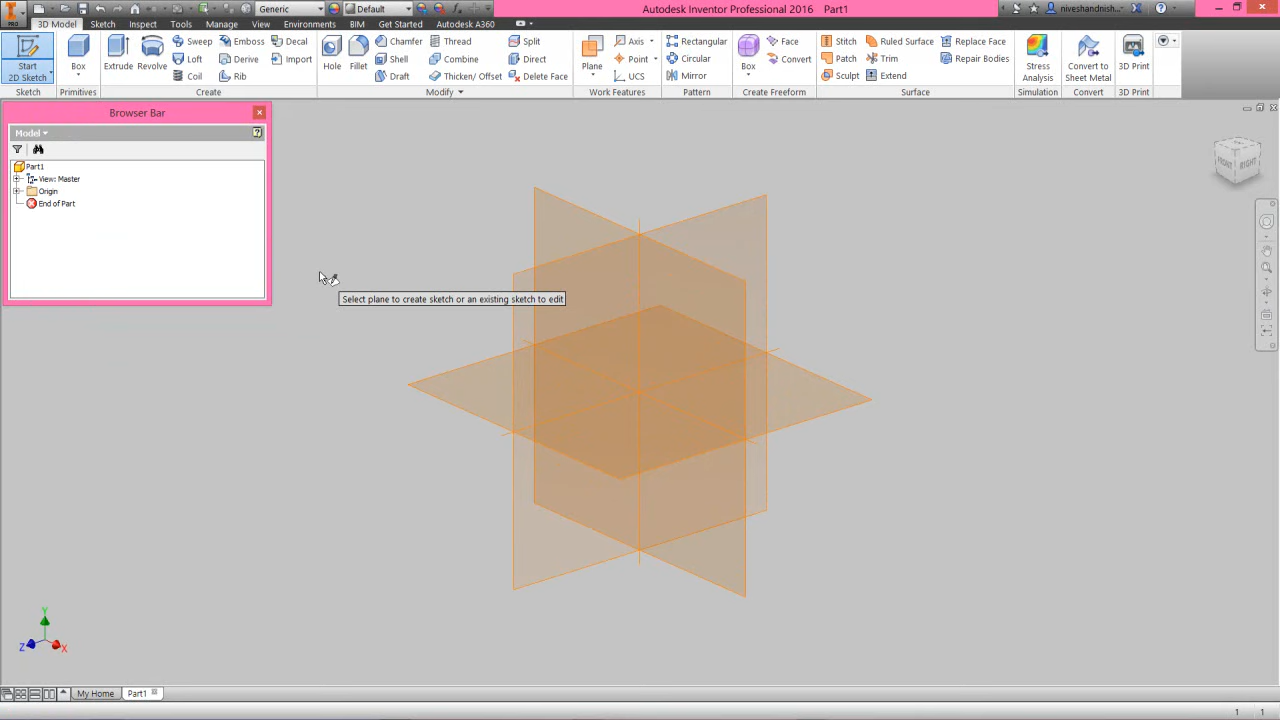 PRO
Generic
Default
Autodesk Inventor Professional 2016 Part1
niveshandnish...
3D Model Sketch Inspect Tools Manage View Environments BIM Get Started Autodesk A360
Start
2D Sketch
Box
Extrude
Revolve
Sweep
Loft
Coil
Emboss
Derive
Rib
Decal
Import
Hole
Fillet
Chamfer
Shell
Draft
Thread
Combine
Thicken/ Offset
Split
Direct
Delete Face
Plane
Axis
Point
UCS
Rectangular
Circular
Mirror
Box
Face
Convert
Stitch
Patch
Sculpt
Ruled Surface
Trim
Extend
Replace Face
Repair Bodies
Stress
Analysis
Convert to
Sheet Metal
3D Print
Sketch Primitives Create Modify Work Features Pattern Create Freeform Surface Simulation Convert 3D Print
Browser Bar
Model
Part1
View: Master
Origin
End of Part
FRONT RIGHT
Select plane to create sketch or an existing sketch to edit
Y
Z X
My Home Part1
1 1